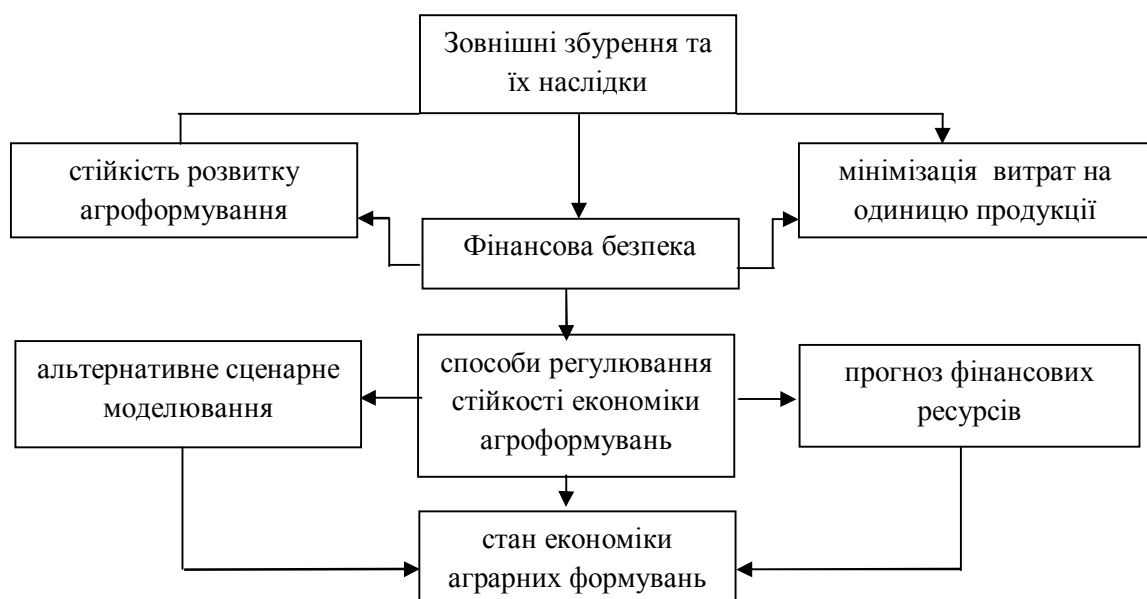 Зовнішні збурення та
їх наслідки
стійкість розвитку
агроформування
мінімізація витрат на
одиницю продукції
Фінансова безпека
альтернативне сценарне
моделювання
способи регулювання
стійкості економіки
агроформувань
прогноз фінансових
ресурсів
стан економіки
аграрних формувань